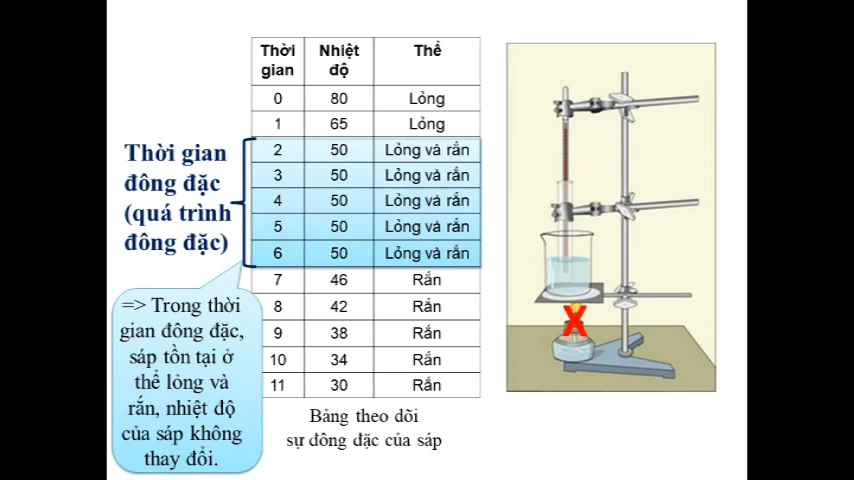 Thời gian Nhiệt độ Thể
0 80 Lỏng
1 65 Lỏng
2 50 Lỏng và rắn
3 50 Lỏng và rắn
4 50 Lỏng và rắn
5 50 Lỏng và rắn
6 50 Lỏng và rắn
7 46 Rắn
8 42 Rắn
9 38 Rắn
10 34 Rắn
11 30 Rắn
Bảng theo dõi
sự đông đặc của sáp
Thời gian
đông đặc
(quá trình
đông đặc)
=> Trong thời
gian đông đặc,
sáp tồn tại ở
thể lỏng và
rắn, nhiệt độ
của sáp không
thay đổi.
X